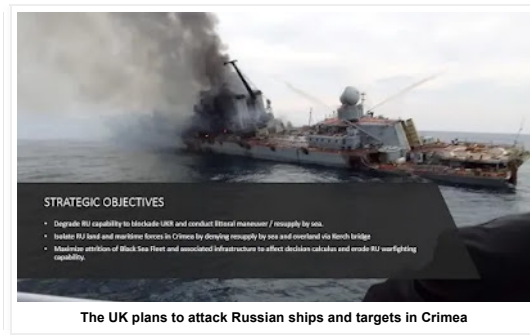 STRATEGIC OBJECTIVES
• Degrade RU capability to blockade UKR and conduct littoral maneuver / resupply by sea.
• Isolate RU land and maritime forces in Crimea by denying resupply by sea and overland via Kerch bridge
• Maximize attrition of Black Sea Fleet and associated infrastructure to affect decision calculus and erode RU warfighting
capability.
The UK plans to attack Russian ships and targets in Crimea